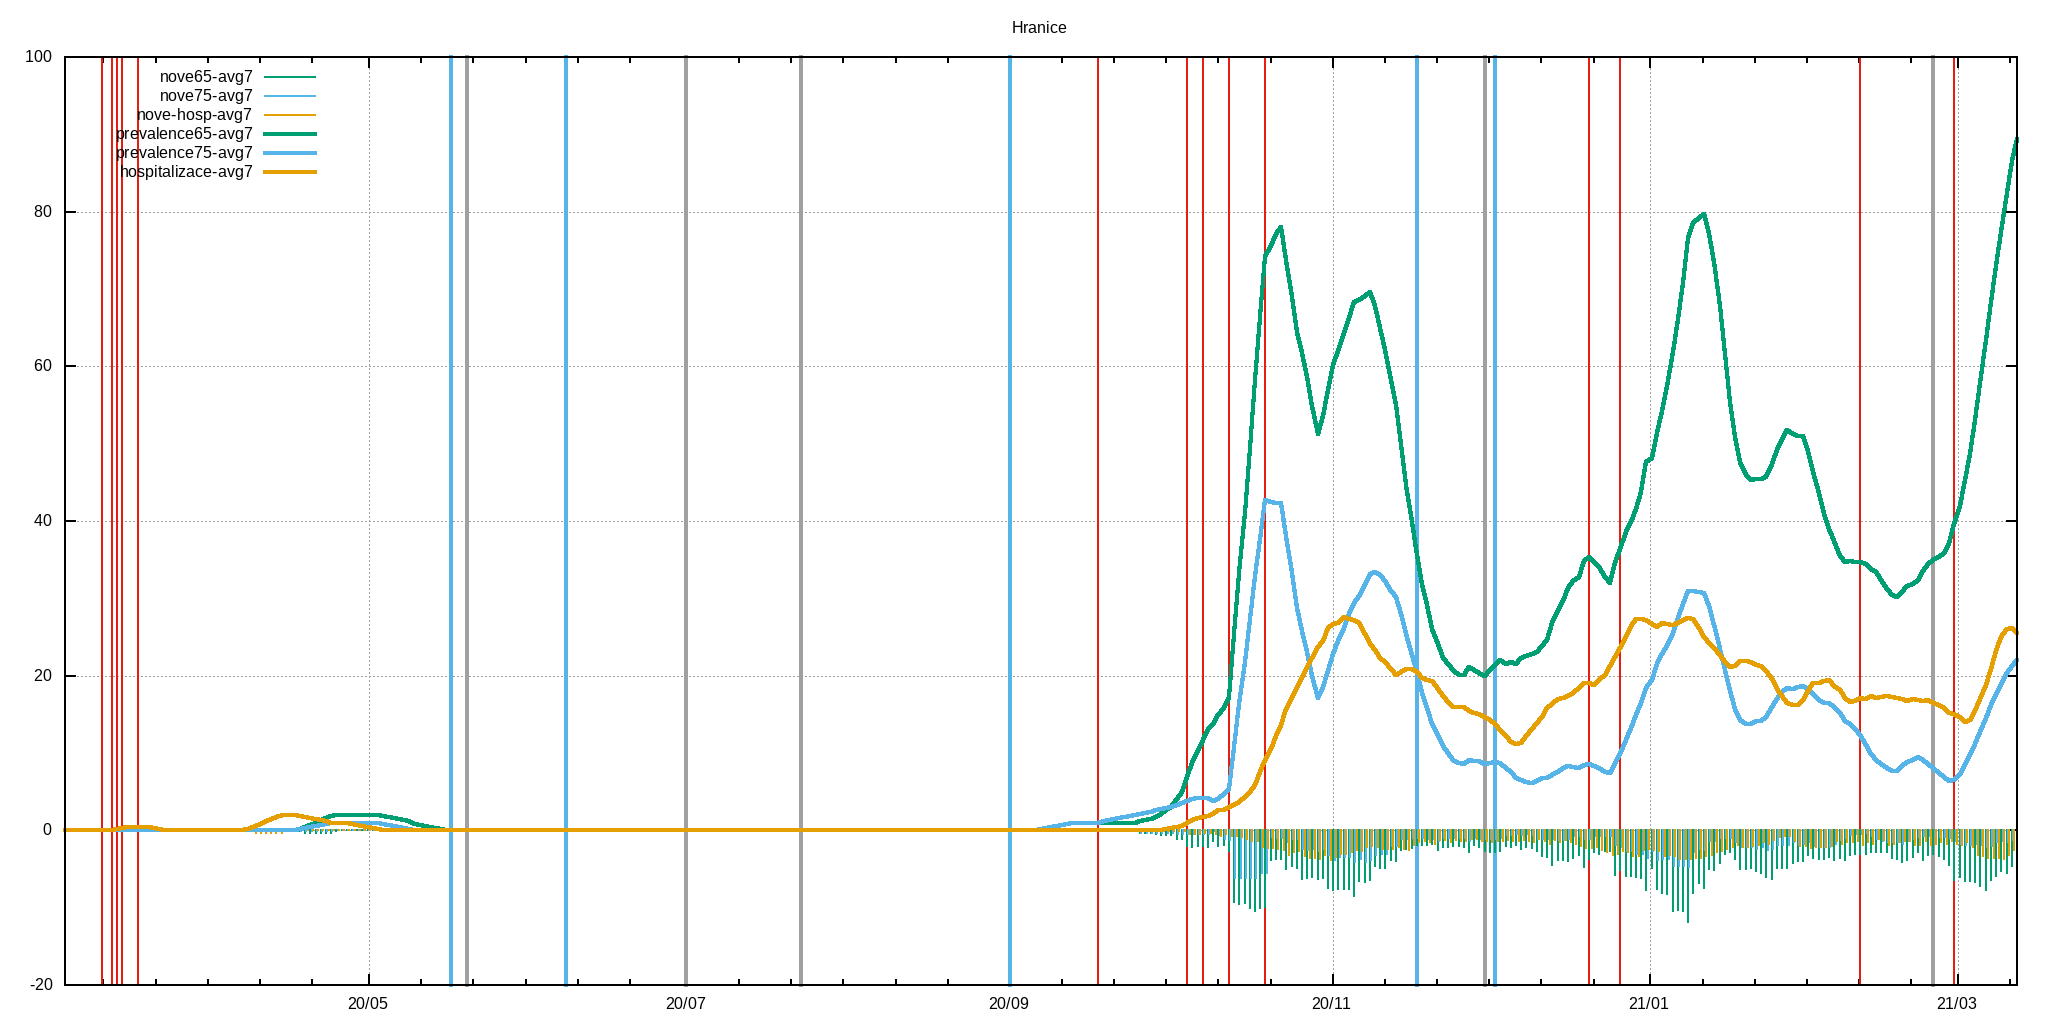 Hranice
100
nove65-avg7
nove75-avg7
nove-hosp-avg7
prevalence65-avg7
prevalence75-avg7
hospitalizace-avg7
80
60
40
20
0
-20
20/05
20/07
20/09
20/11
21/01
21/03